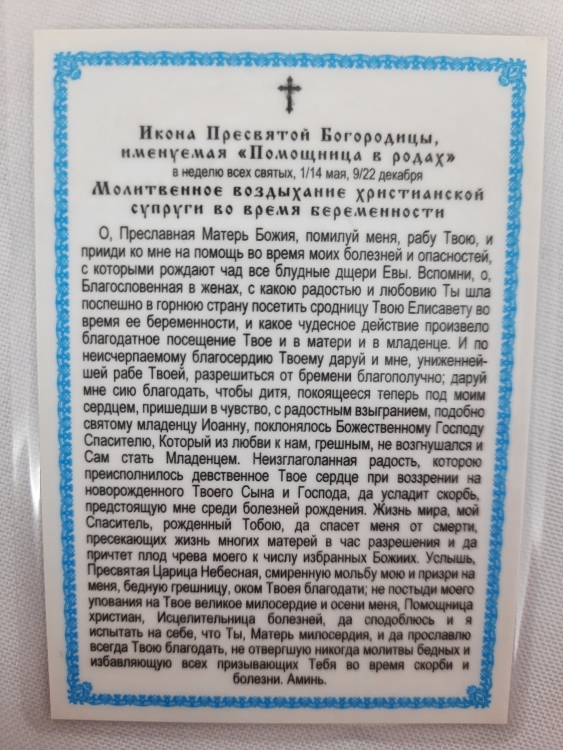 Икона Пресвятой Богородицы,
именуемая «Помощница в родах»
в неделю всех святых, 1/14 мая, 9/22 декабря
Молитвенное воздыхание христианской
супруги во время беременности
О, Преславная Матерь Божия, помилуй меня, рабу Твою, и
прииди ко мне на помощь во время моих болезней и опасностей,
с которыми рождают чад все блудные дщери Евы. Вспомни, о,
Благословенная в женах, с какою радостью и любовию Ты шла
поспешно в горнюю страну посетить сродницу Твою Елисавету во
время ее беременности, и какое чудесное действие произвело
благодатное посещение Твое и в матери и в младенце. И по
неисчерпаемому благосердию Твоему даруй и мне, униженней-
шей рабе Твоей, разрешиться от бремени благополучно; даруй
мне сию благодать, чтобы дитя, покоящееся теперь под моим
сердцем, пришедши в чувство, с радостным взыгранием, подобно
святому младенцу Иоанну, поклонялось Божественному Господу
Спасителю, Который из любви к нам, грешным, не возгнушался и
Сам стать Младенцем. Неизглаголанная радость, которою
преисполнилось девственное Твое сердце при воззрении на
новорожденного Твоего Сына и Господа, да усладит скорбь,
предстоящую мне среди болезней рождения. Жизнь мира, мой
Спаситель, рожденный Тобою, да спасет меня от смерти,
пресекающих жизнь многих матерей в час разрешения и да
причтет плод чрева моего к числу избранных Божиих. Услышь,
Пресвятая Царица Небесная, смиренную мольбу мою и призри на
меня, бедную грешницу, оком Твоея благодати; не постыди моего
упования на Твое великое милосердие и осени меня, Помощница
христиан, Исцелительница болезней, да сподоблюсь и я
испытать на себе, что Ты, Матерь милосердия, и да прославлю
всегда Твою благодать, не отвергшую никогда молитвы бедных и
избавляющую всех призывающих Тебя во время скорби и
болезни. Аминь.